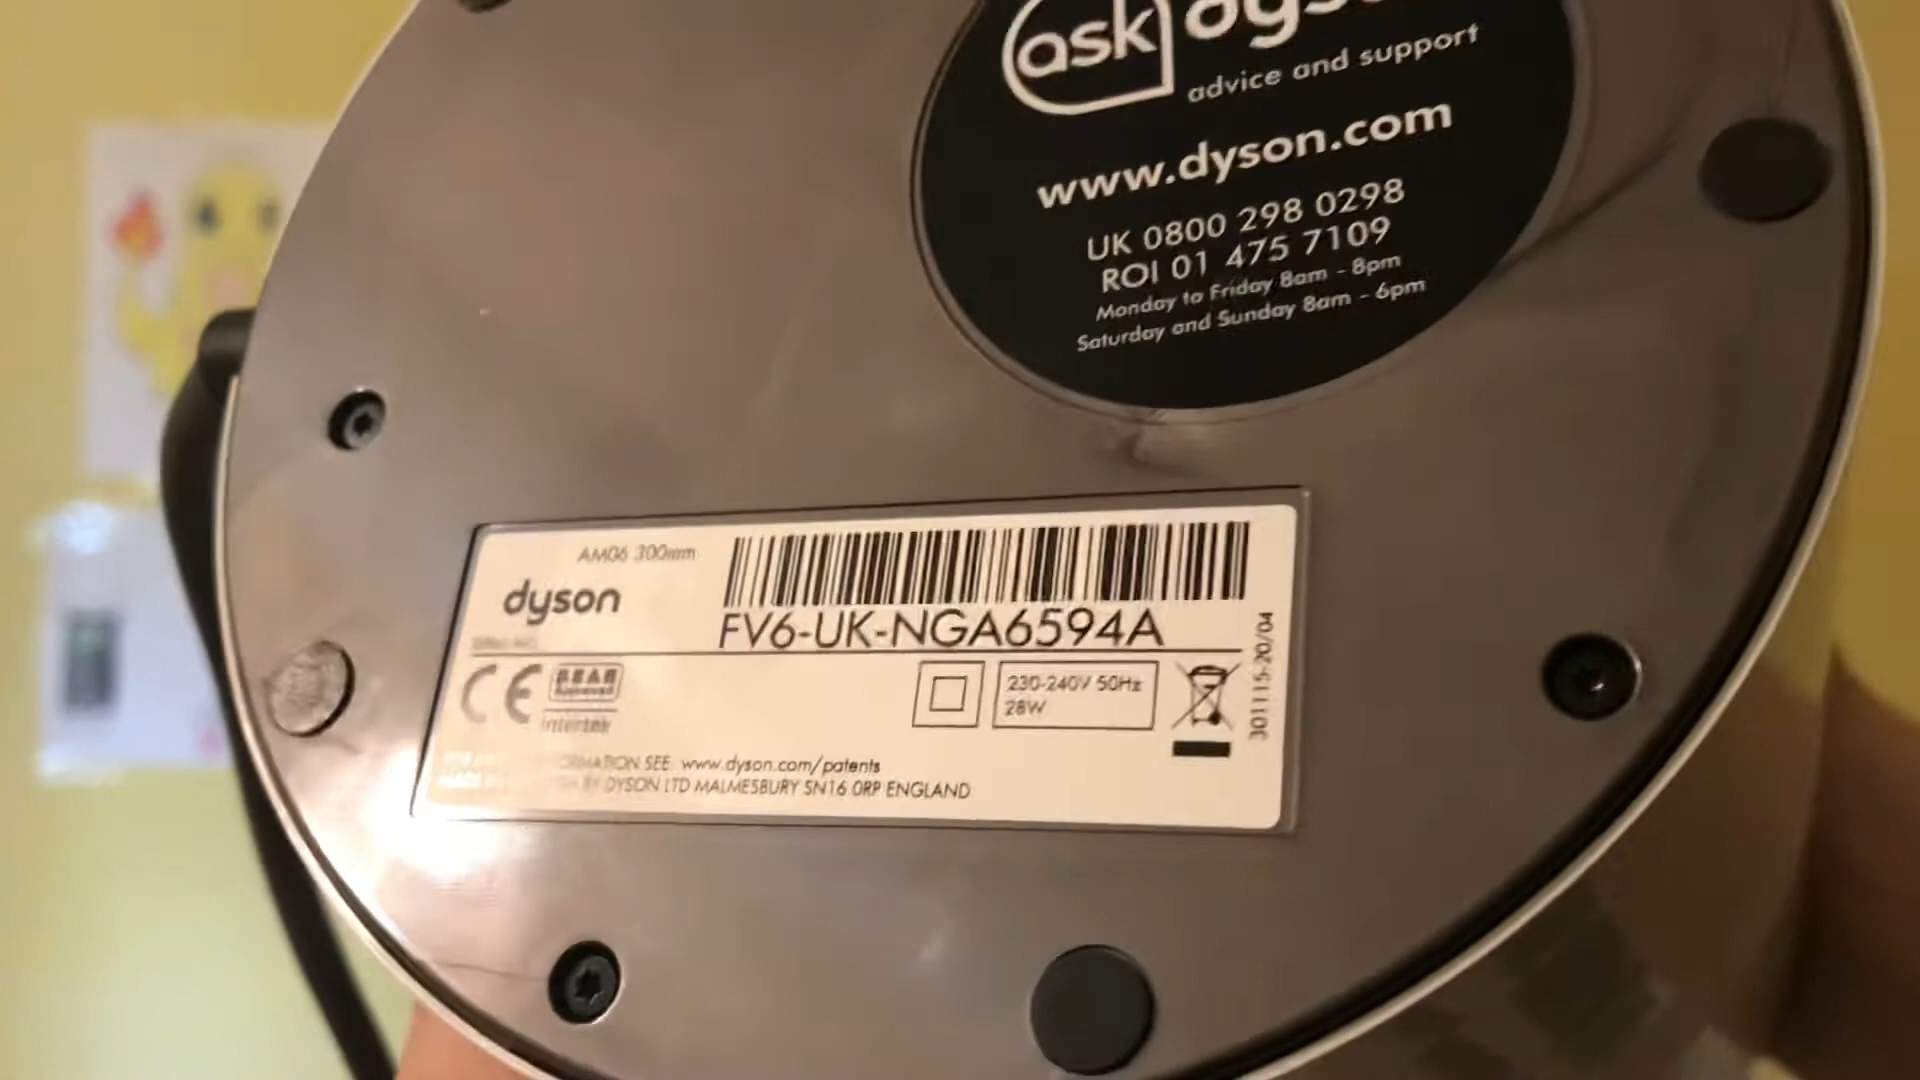 ask dyson
advice and support
www.dyson.com
UK 0800 298 0298
ROI 01 475 7109
Monday to Friday 8am - 8pm
Saturday and Sunday 8am - 6pm
AM06 300mm
dyson
FV6-UK-NGA6594A
CE
BEAB
Approved
Intertek
230-240V 50Hz
28W
301115-20/04
INFORMATION SEE: www.dyson.com/patents
BY DYSON LTD MALMESBURY SN16 0RP ENGLAND